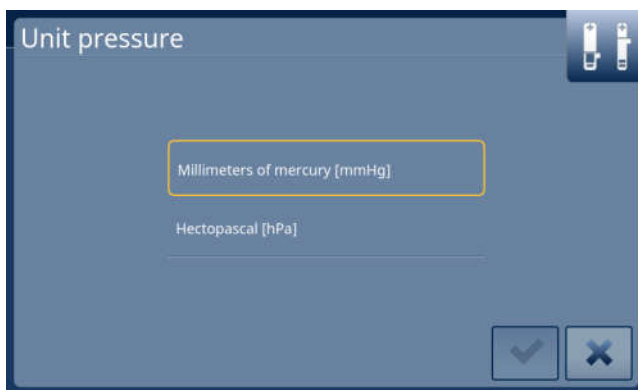 Unit pressure
Millimeters of mercury [mmHg]
Hectopascal [hPa]